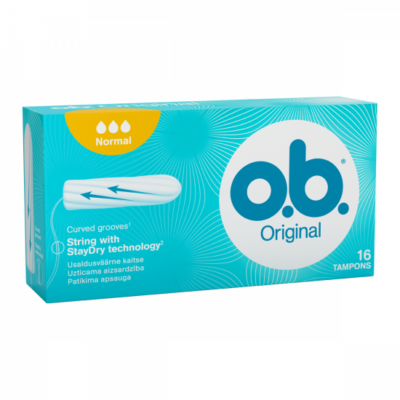 Normal
o.b.®
Original
Curved grooves¹
String with
StayDry technology²
Usaldusväärne kaitse
Uzticama aizsardzība
Patikima apsauga
16
TAMPONS